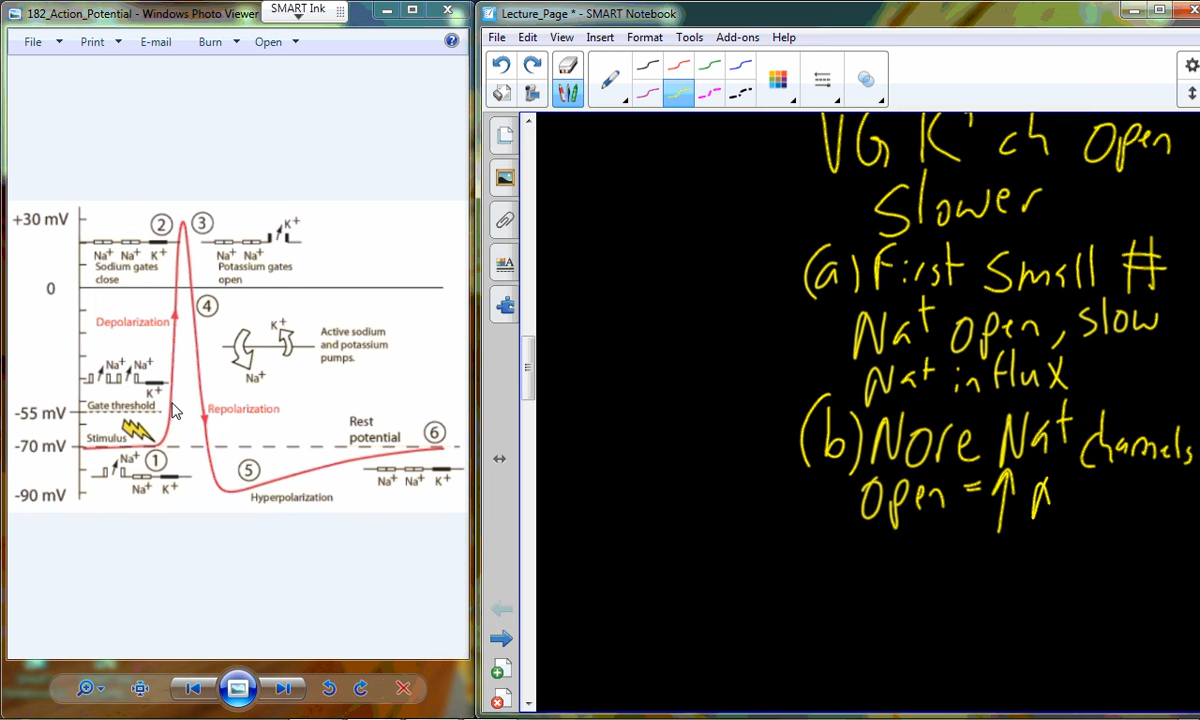 182_Action_Potential - Windows Photo Viewer
SMART Ink
File Print E-mail Burn Open
+30 mV
0
-55 mV
-70 mV
-90 mV
2
3
K+
Na+ Na+ K+
Sodium gates
close
Na+ Na+
Potassium gates
open
4
Depolarization
K+
Na+
Active sodium
and potassium
pumps.
Na+ Na+
K+
Gate threshold
Repolarization
Stimulus
1
Na+
Na+ K+
5
Hyperpolarization
Rest
potential
6
Na+ Na+ K+
Lecture_Page * - SMART Notebook
File Edit View Insert Format Tools Add-ons Help
VG K+ ch Open
Slower
(a) First Small #
Na+ Open, slow
Na+ influx
(b) More Na+ channels
Open = ↑